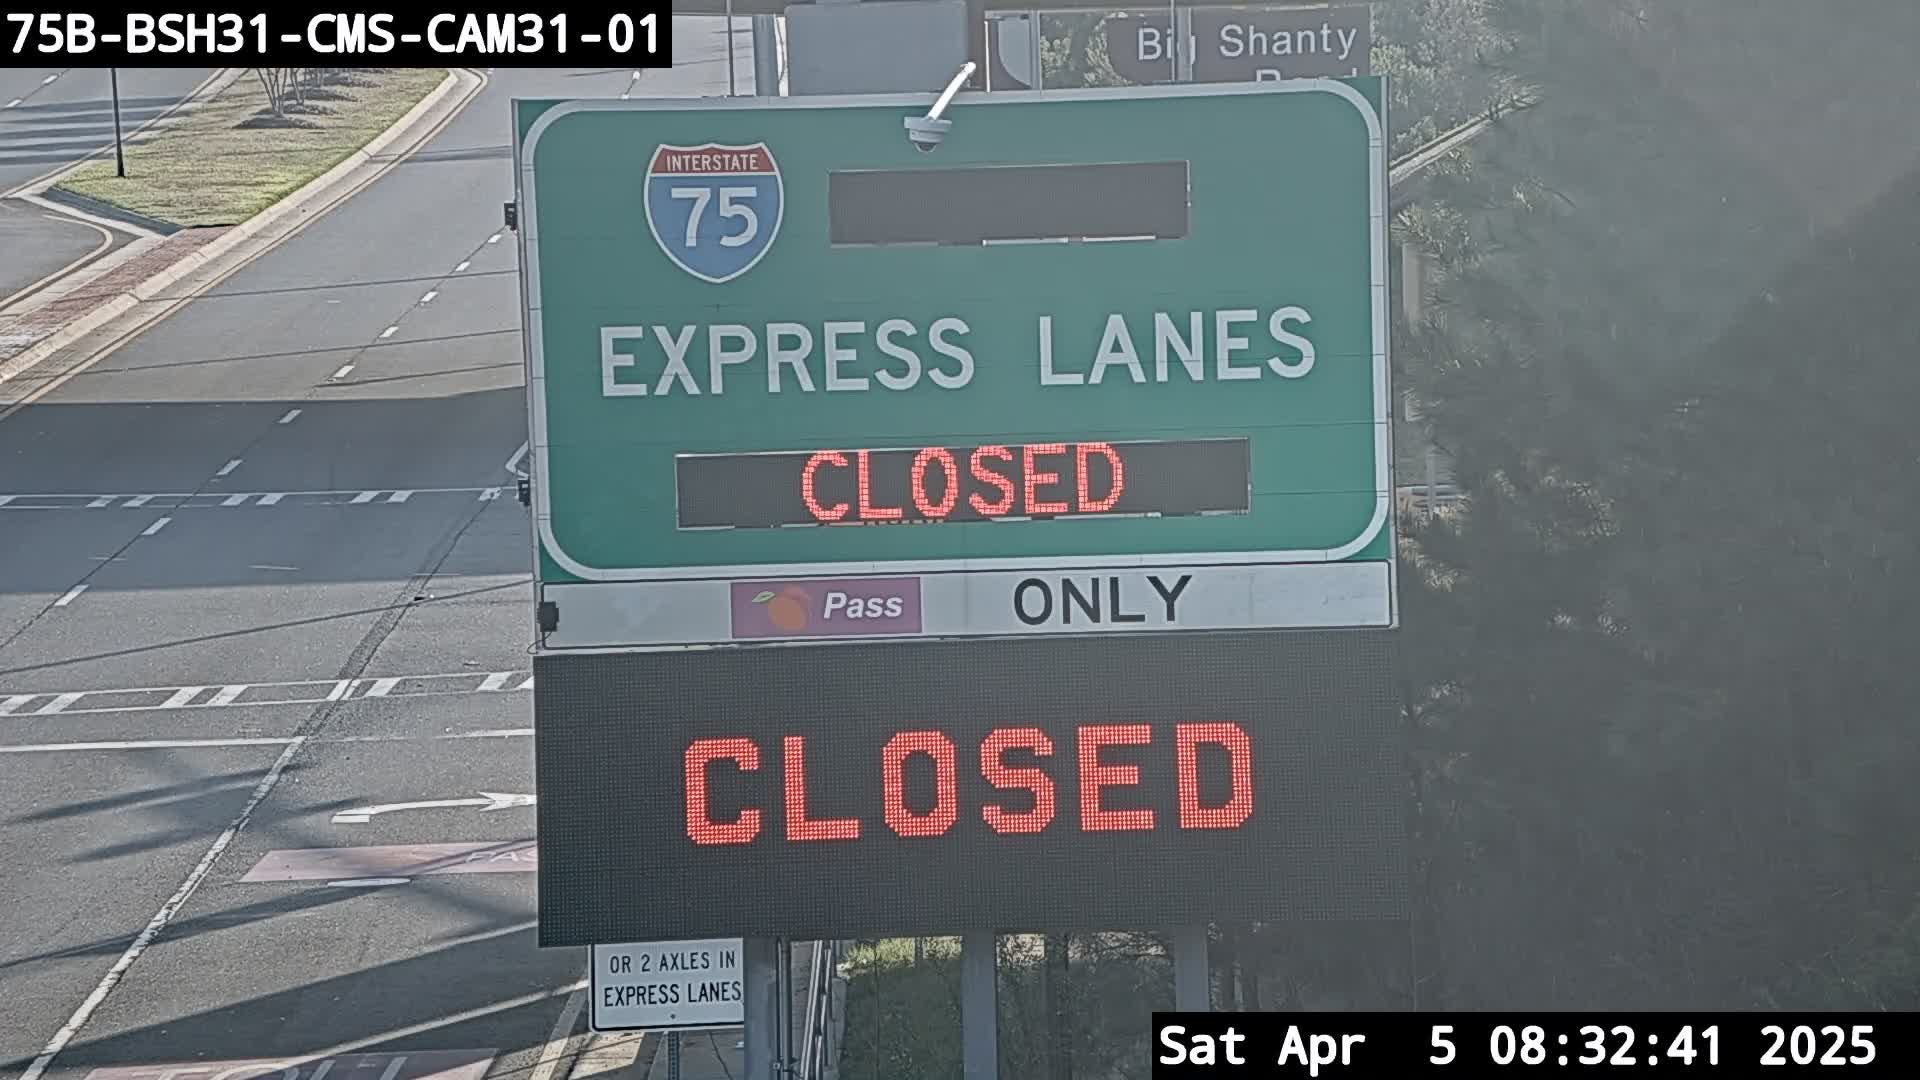 75B-BSH31-CMS-CAM31-01
Big Shanty
Road
INTERSTATE
75
EXPRESS LANES
CLOSED
Pass ONLY
CLOSED
OR 2 AXLES IN
EXPRESS LANES
Sat Apr 5 08:32:41 2025